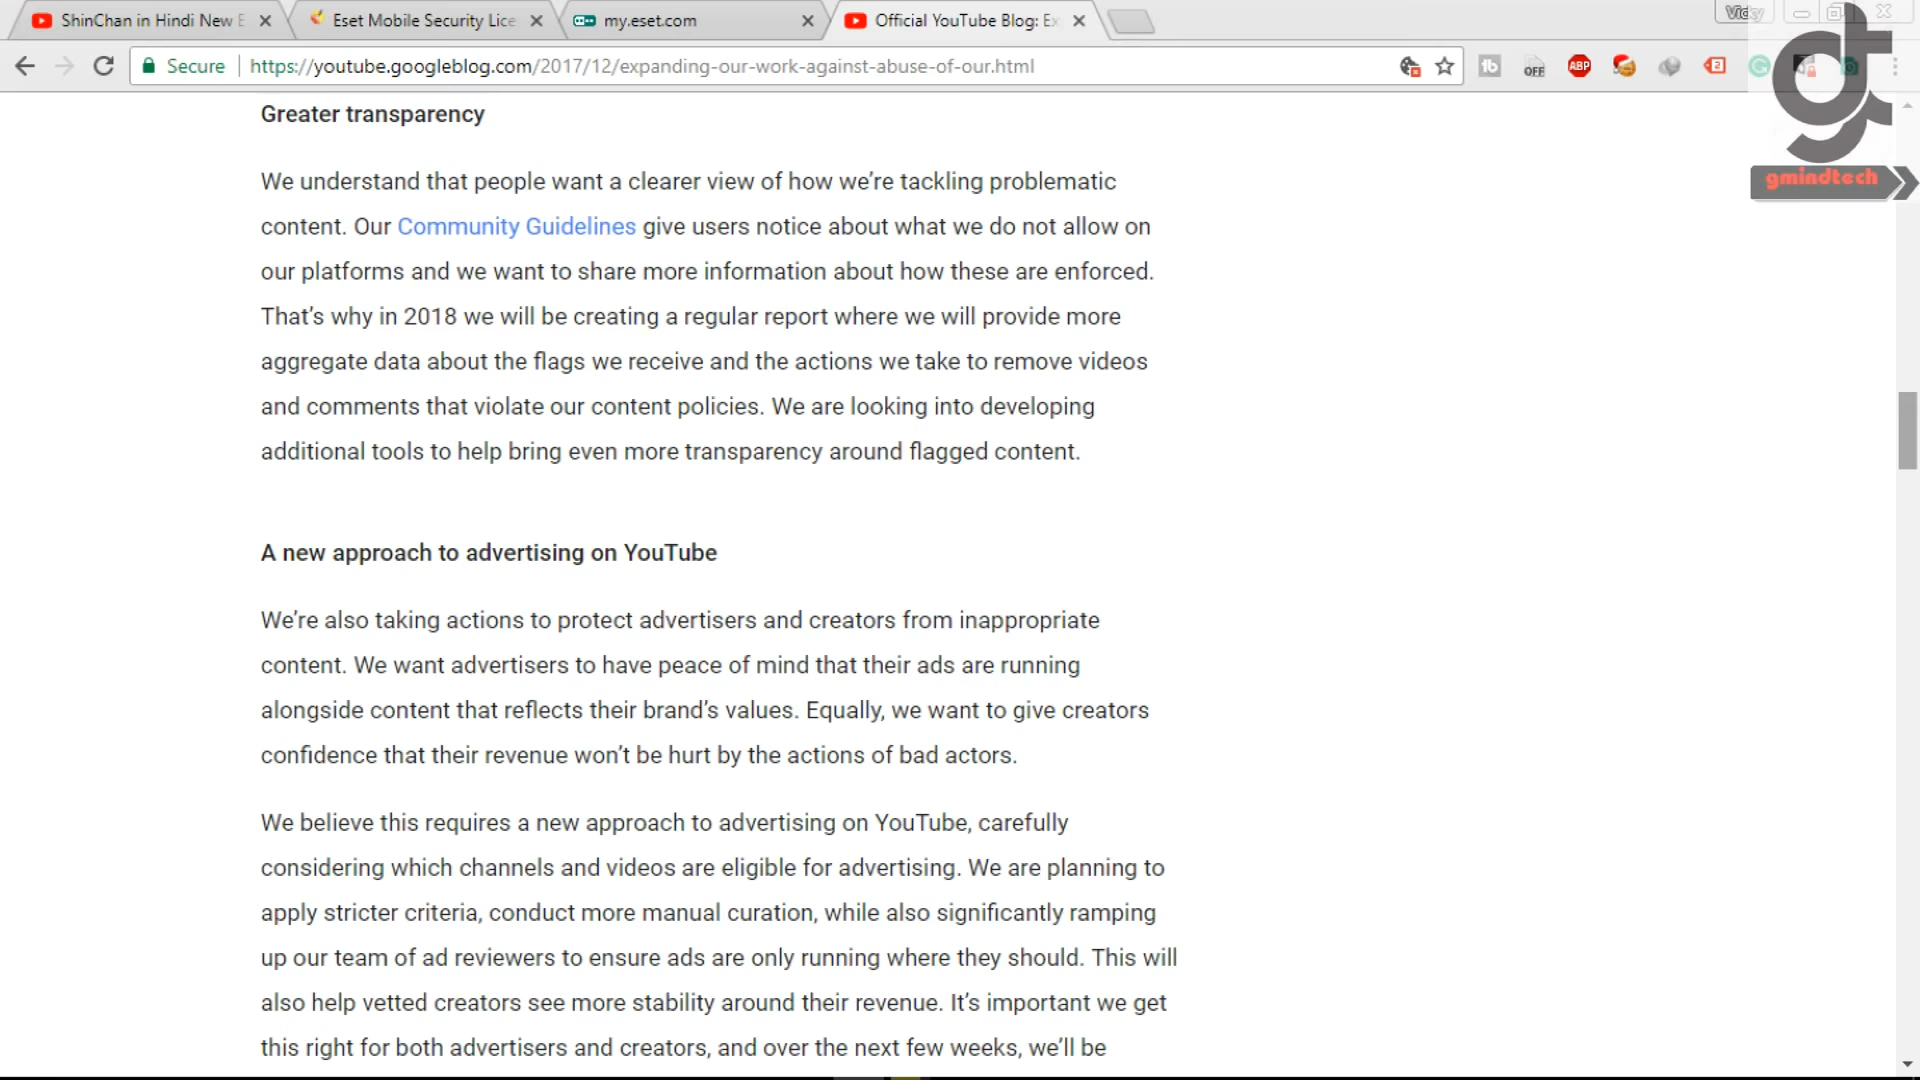 ShinChan in Hindi New E
Eset Mobile Security Lice
my.eset.com
Official YouTube Blog: Ex
Vicky
Secure
https://youtube.googleblog.com/2017/12/expanding-our-work-against-abuse-of-our.html
tb
OFF
ABP
2
gt
gmindtech
Greater transparency
We understand that people want a clearer view of how we’re tackling problematic
content. Our Community Guidelines give users notice about what we do not allow on
our platforms and we want to share more information about how these are enforced.
That’s why in 2018 we will be creating a regular report where we will provide more
aggregate data about the flags we receive and the actions we take to remove videos
and comments that violate our content policies. We are looking into developing
additional tools to help bring even more transparency around flagged content.
A new approach to advertising on YouTube
We’re also taking actions to protect advertisers and creators from inappropriate
content. We want advertisers to have peace of mind that their ads are running
alongside content that reflects their brand’s values. Equally, we want to give creators
confidence that their revenue won’t be hurt by the actions of bad actors.
We believe this requires a new approach to advertising on YouTube, carefully
considering which channels and videos are eligible for advertising. We are planning to
apply stricter criteria, conduct more manual curation, while also significantly ramping
up our team of ad reviewers to ensure ads are only running where they should. This will
also help vetted creators see more stability around their revenue. It’s important we get
this right for both advertisers and creators, and over the next few weeks, we’ll be